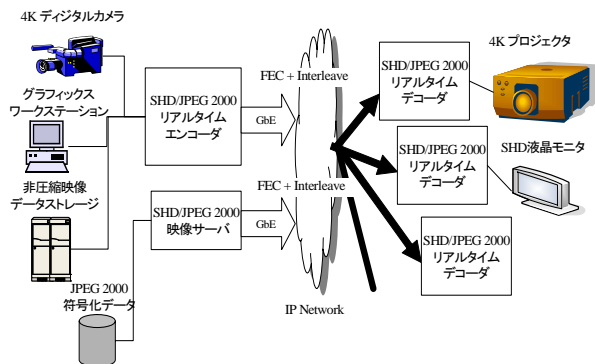 4K ディジタルカメラ
グラフィックス
ワークステーション
非圧縮映像
データストレージ
JPEG 2000
符号化データ
SHD/JPEG 2000
リアルタイム
エンコーダ
SHD/JPEG 2000
映像サーバ
FEC + Interleave
GbE
FEC + Interleave
GbE
IP Network
SHD/JPEG 2000
リアルタイム
デコーダ
SHD/JPEG 2000
リアルタイム
デコーダ
SHD/JPEG 2000
リアルタイム
デコーダ
4K プロジェクタ
SHD液晶モニタ